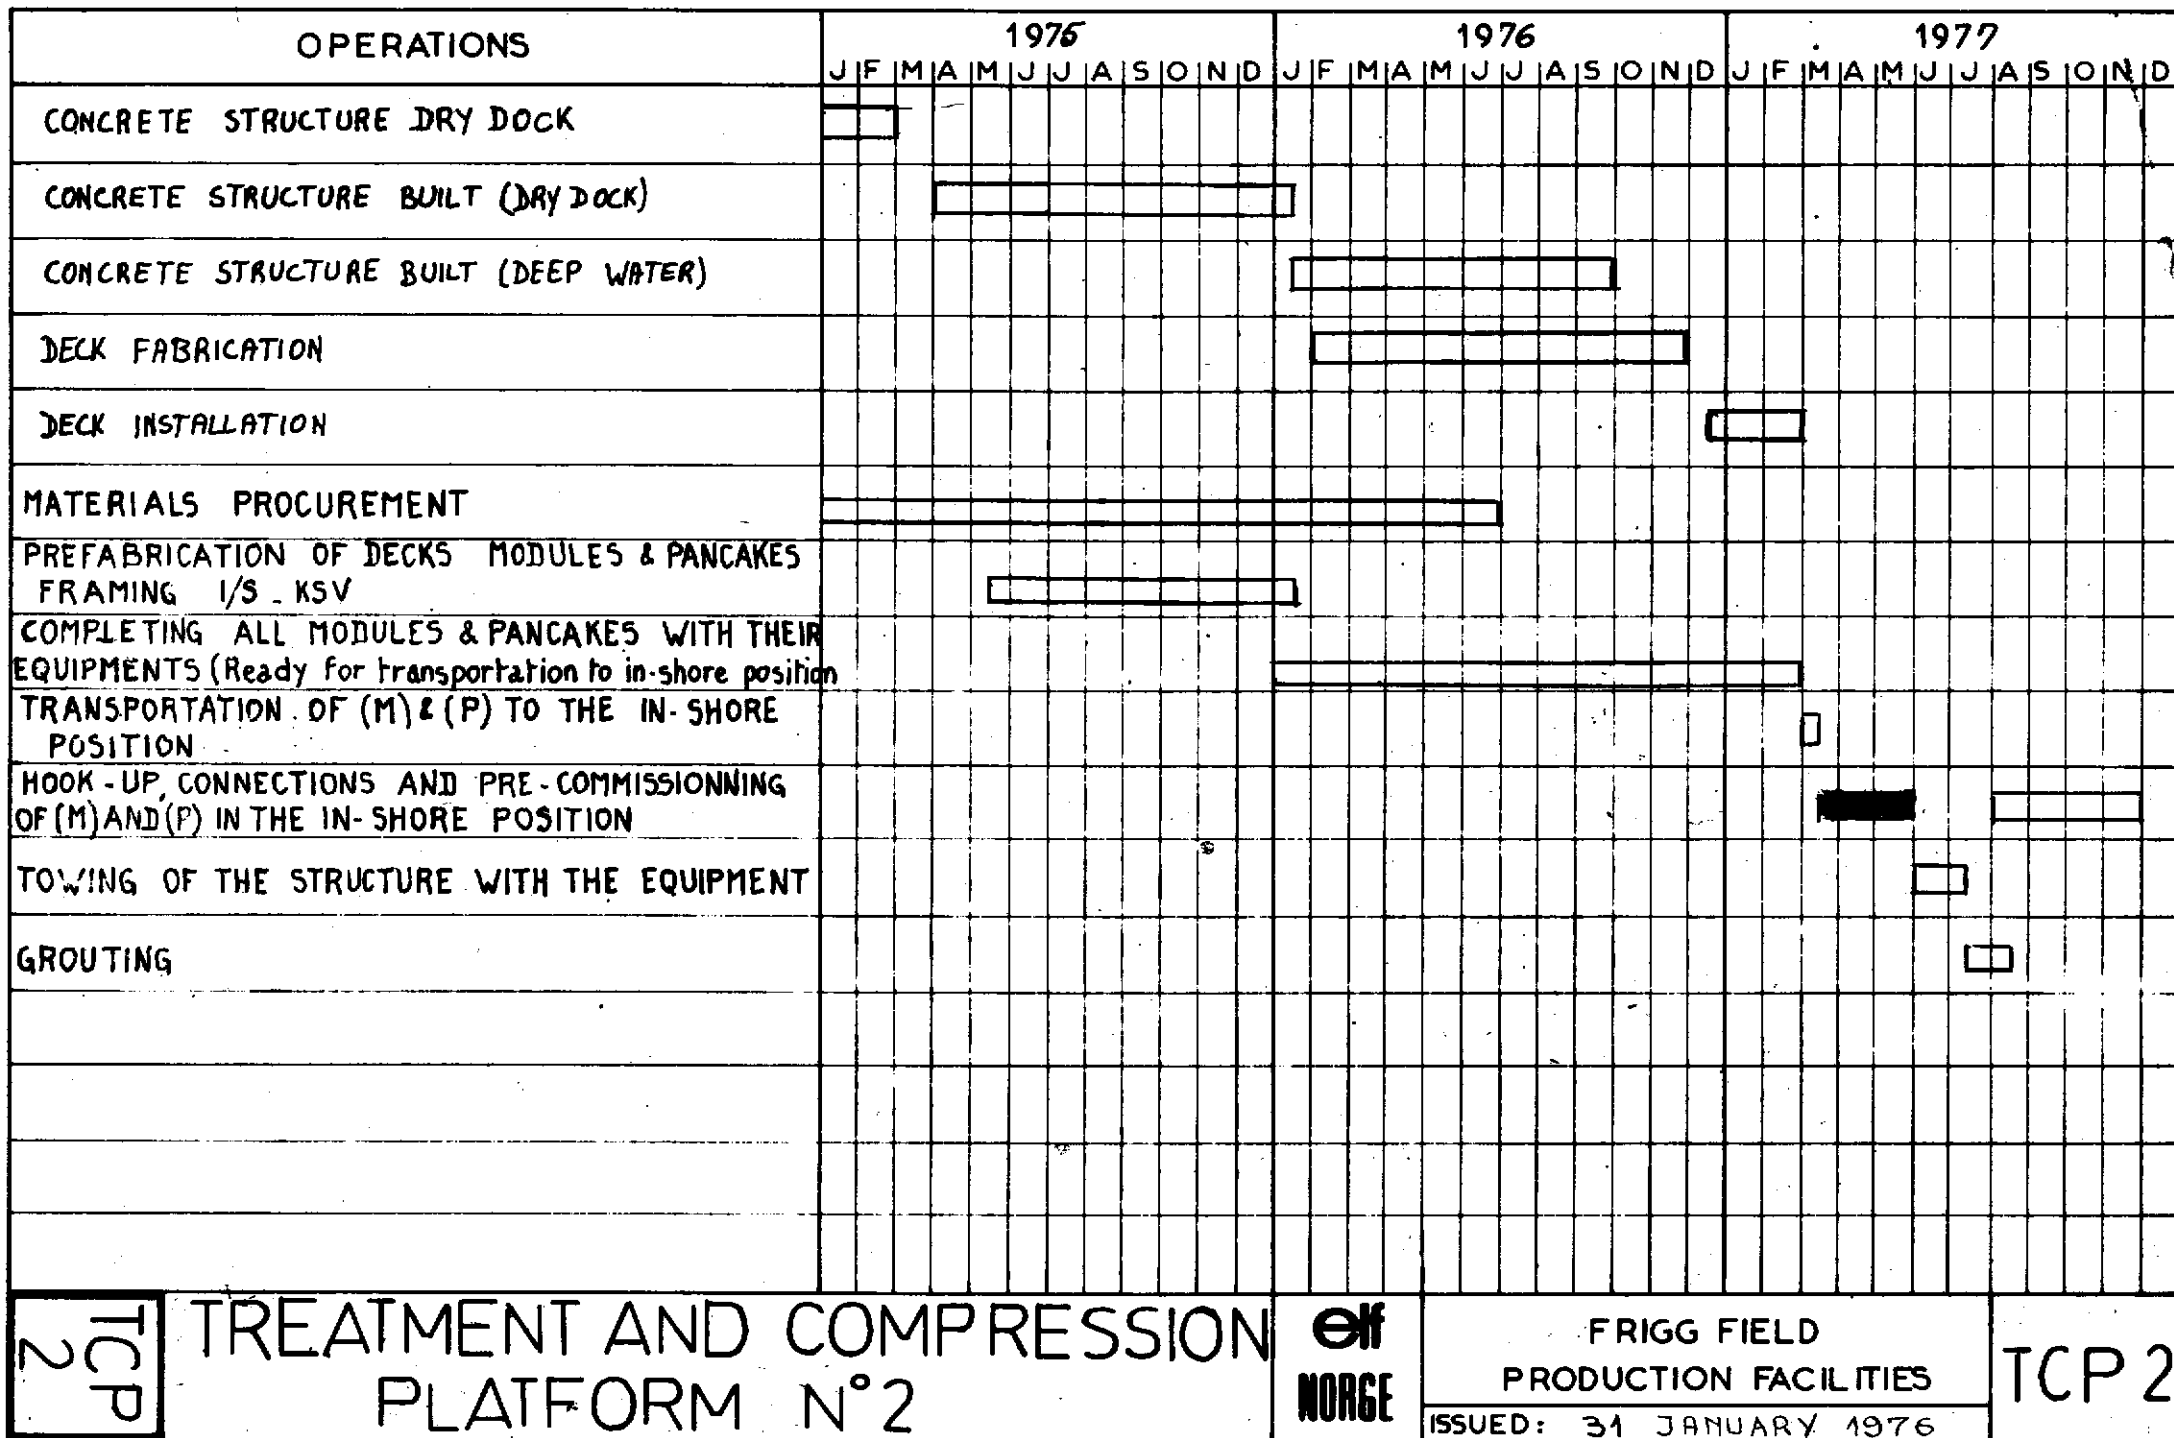 OPERATIONS
1975
1976
1977
J F M A M J J A S O N D J F M A M J J A S O N D J F M A M J J A S O N D
CONCRETE STRUCTURE DRY DOCK
CONCRETE STRUCTURE BUILT (DRY DOCK)
CONCRETE STRUCTURE BUILT (DEEP WATER)
DECK FABRICATION
DECK INSTALLATION
MATERIALS PROCUREMENT
PREFABRICATION OF DECKS MODULES & PANCAKES
FRAMING I/S - KSV
COMPLETING ALL MODULES & PANCAKES WITH THEIR
EQUIPMENTS (Ready for transportation to in-shore position
TRANSPORTATION OF (M) & (P) TO THE IN-SHORE
POSITION
HOOK-UP, CONNECTIONS AND PRE-COMMISSIONNING
OF (M) AND (P) IN THE IN-SHORE POSITION
TOWING OF THE STRUCTURE WITH THE EQUIPMENT
GROUTING
TCP
2
TREATMENT AND COMPRESSION
PLATFORM N°2
elf
NORGE
FRIGG FIELD
PRODUCTION FACILITIES
ISSUED: 31 JANUARY 1976
TCP 2